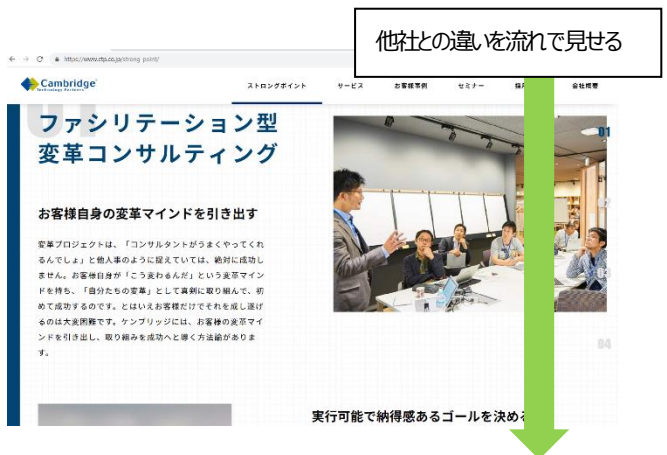 他社との違いを流れで見せる
https://www.ctp.co.jp/strong-point/
Cambridge
Technology Partners
ストロングポイント サービス お客様事例 セミナー 会社概要
01
ファシリテーション型
変革コンサルティング
お客様自身の変革マインドを引き出す
変革プロジェクトは、「コンサルタントがうまくやってくれ
るんでしょ」と他人事のように捉えていては、絶対に成功し
ません。お客様自身が「こう変わるんだ」という変革マイン
ドを持ち、「自分たちの変革」として真剣に取り組んで、初
めて成功するのです。とはいえお客様だけでそれを成し遂げ
るのは大変困難です。ケンブリッジには、お客様の変革マイ
ンドを引き出し、取り組みを成功へと導く方法論がありま
す。
01
02
03
04
実行可能で納得感あるゴールを決め